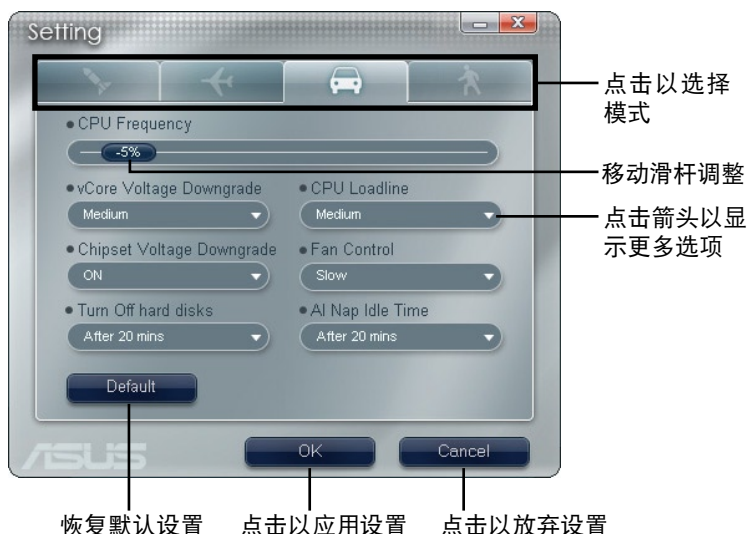 Setting
点击以选择
模式
CPU Frequency
-5%
移动滑杆调整
vCore Voltage Downgrade
CPU Loadline
Medium
Medium
点击箭头以显
示更多选项
Chipset Voltage Downgrade
Fan Control
ON
Slow
Turn Off hard disks
AI Nap Idle Time
After 20 mins
After 20 mins
Default
ASUS
OK
Cancel
恢复默认设置
点击以应用设置
点击以放弃设置